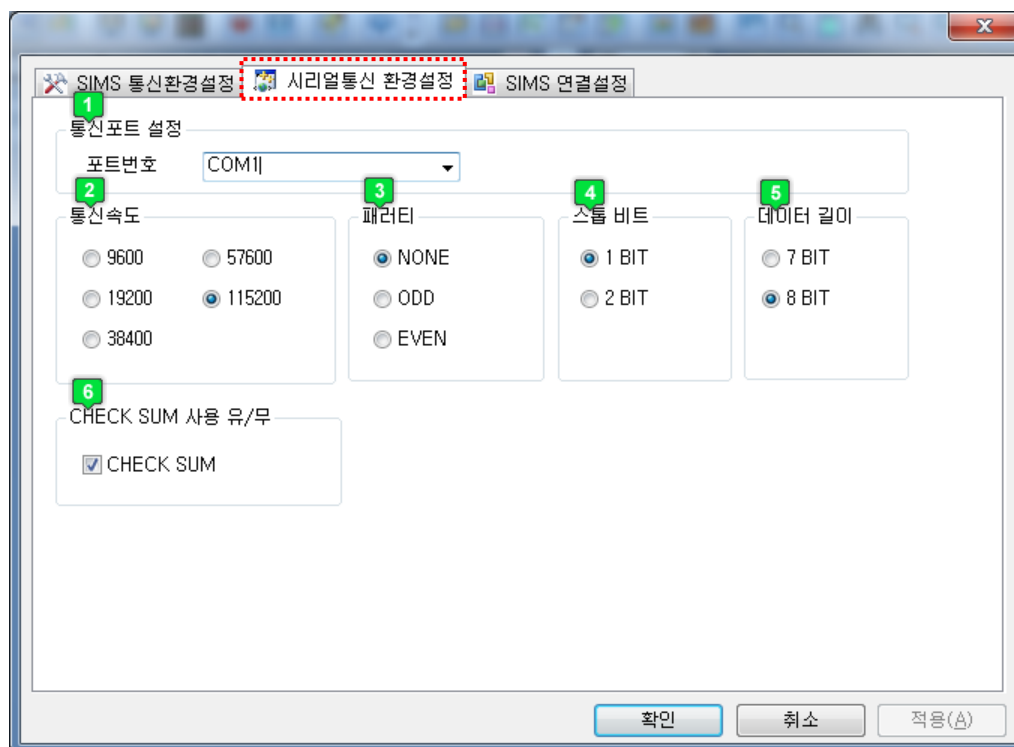 SIMS 통신환경설정 시리얼통신 환경설정 SIMS 연결설정
1
통신포트 설정
포트번호 COM1
2 3 4 5
통신속도 패러티 스톱 비트 데이터 길이
9600 57600 NONE 1 BIT 7 BIT
19200 115200 ODD 2 BIT 8 BIT
38400 EVEN
6
CHECK SUM 사용 유/무
CHECK SUM
확인 취소 적용(A)